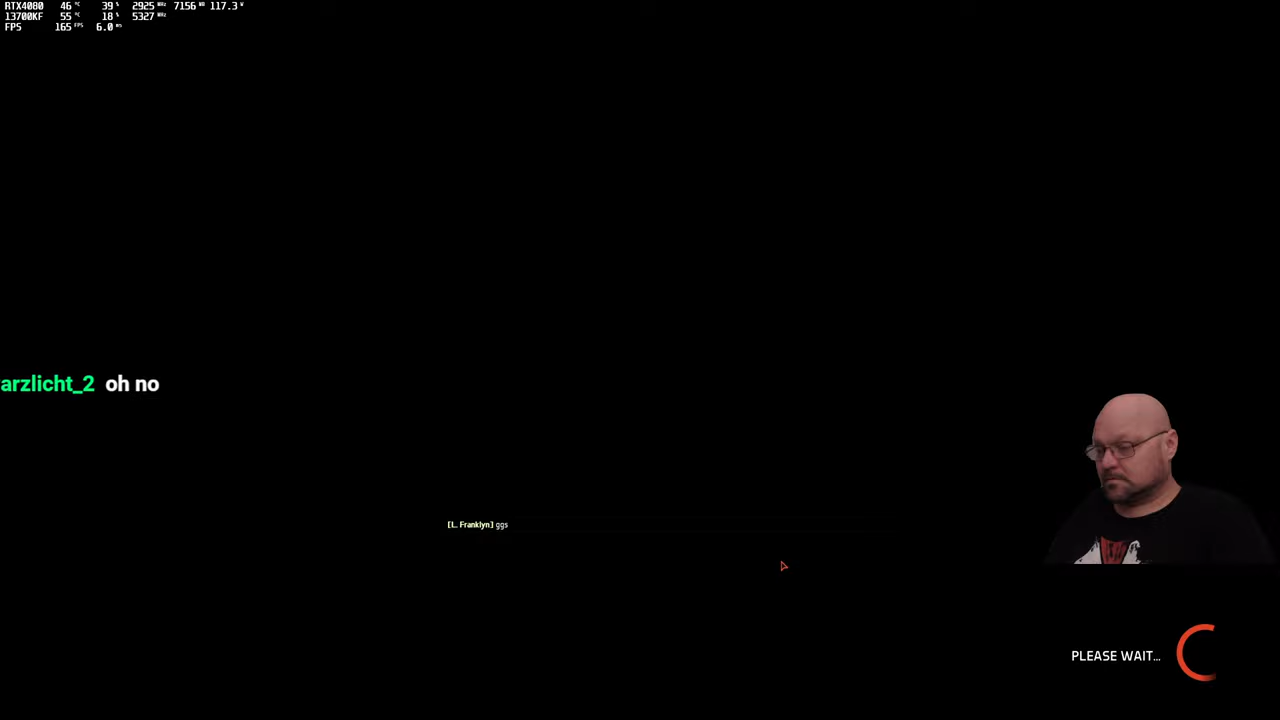 RTX4080 46 °C 39 % 2925 MHz 7156 MB 117.3 W
13700KF 55 °C 18 % 5327 MHz
FPS 165 FPS 6.0 ms
arzlicht_2 oh no
[L. Franklyn] ggs
PLEASE WAIT...